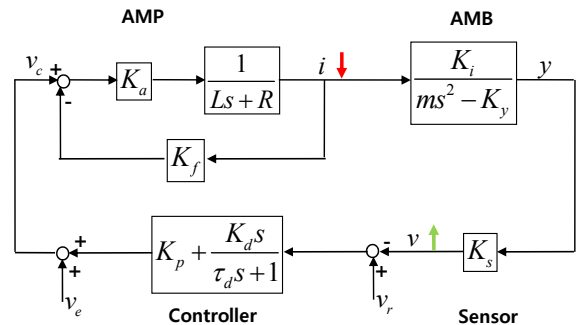 AMP AMB
v_c + - K_a 1/(Ls + R) i K_i/(ms^2 - K_y) y
K_f
+ + K_p + K_d s/(τ_d s + 1) - + v K_s
v_e Controller v_r Sensor